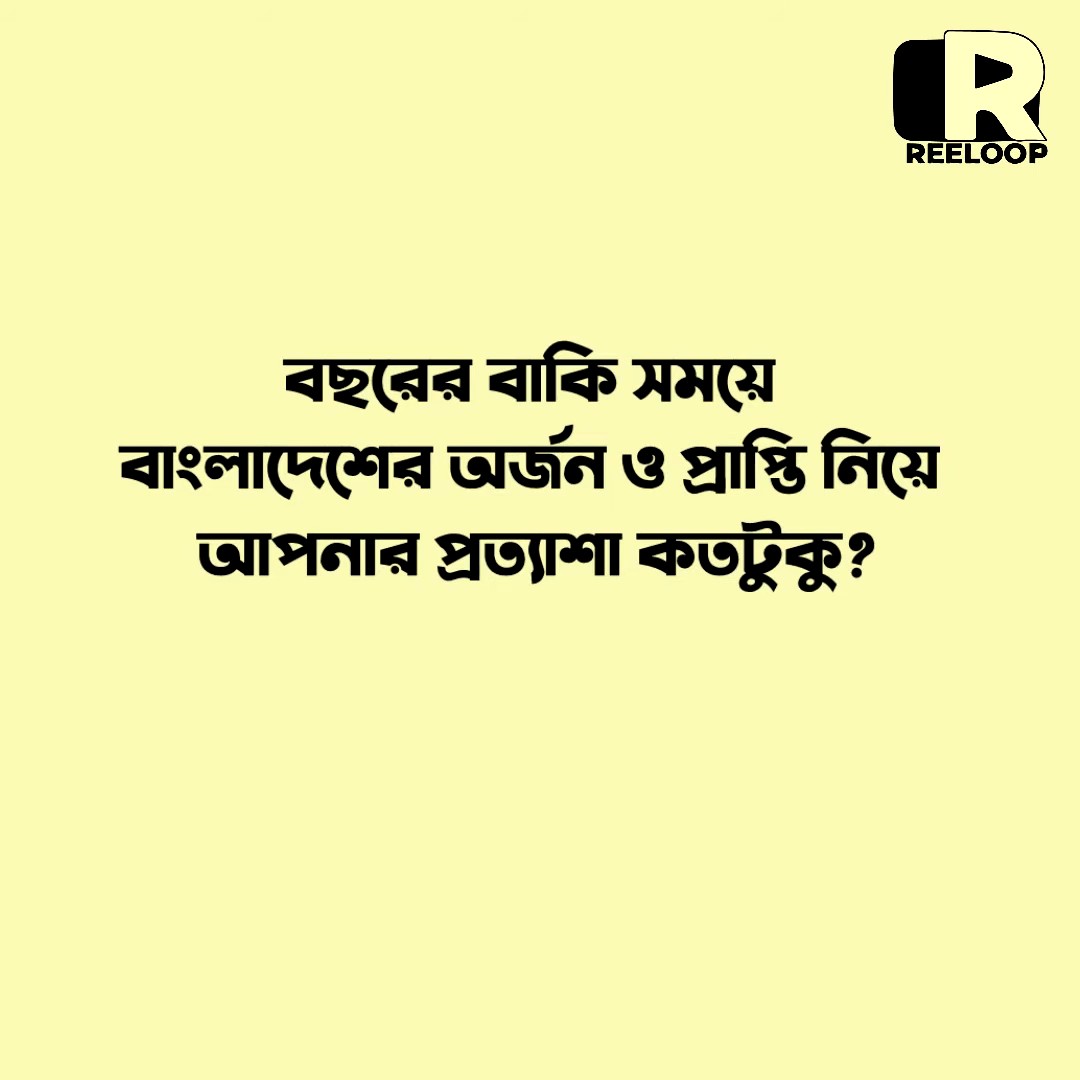 REELOOP
বছরের বাকি সময়ে
বাংলাদেশের অর্জন ও প্রাপ্তি নিয়ে
আপনার প্রত্যাশা কতটুকু?